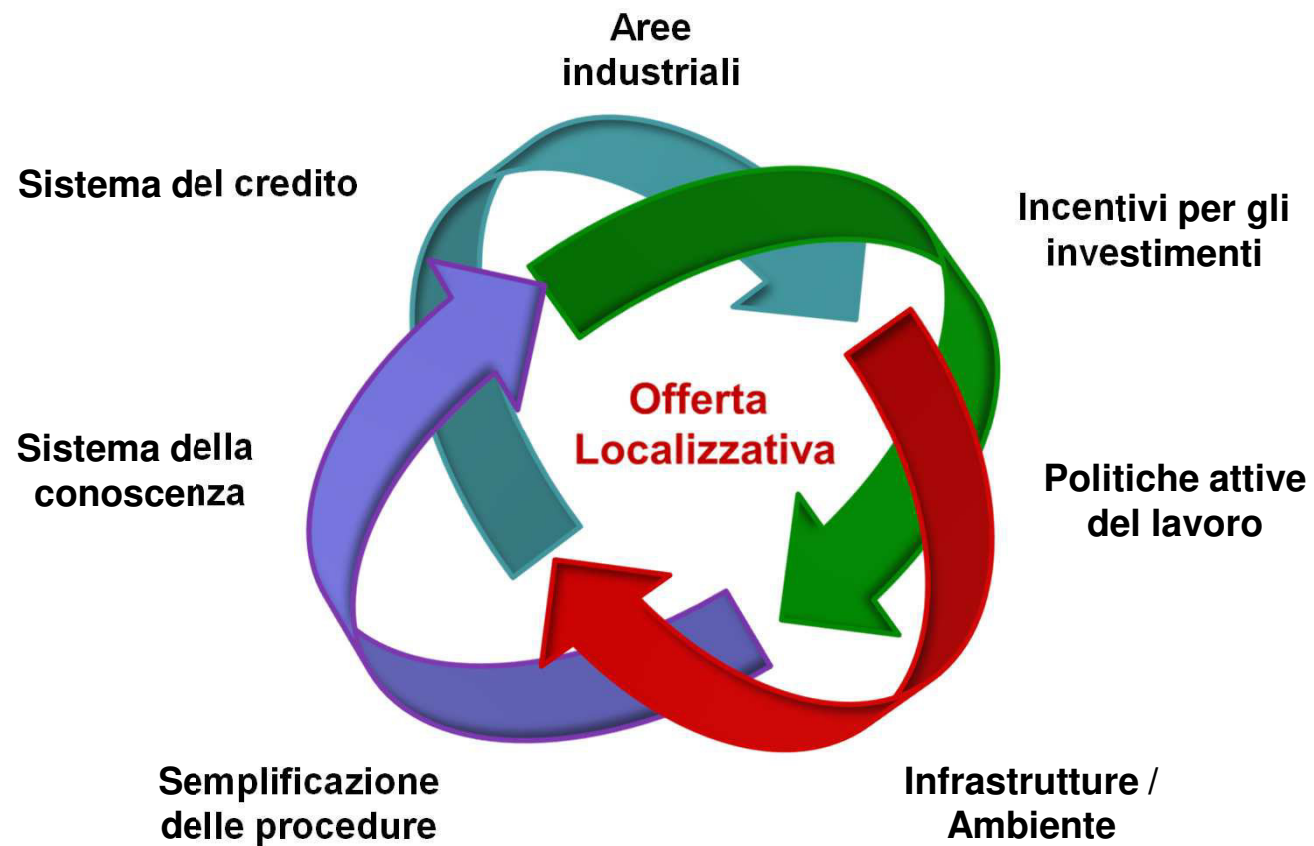 Aree
industriali
Sistema del credito
Incentivi per gli
investimenti
Offerta
Localizzativa
Sistema della
conoscenza
Politiche attive
del lavoro
Semplificazione
delle procedure
Infrastrutture /
Ambiente